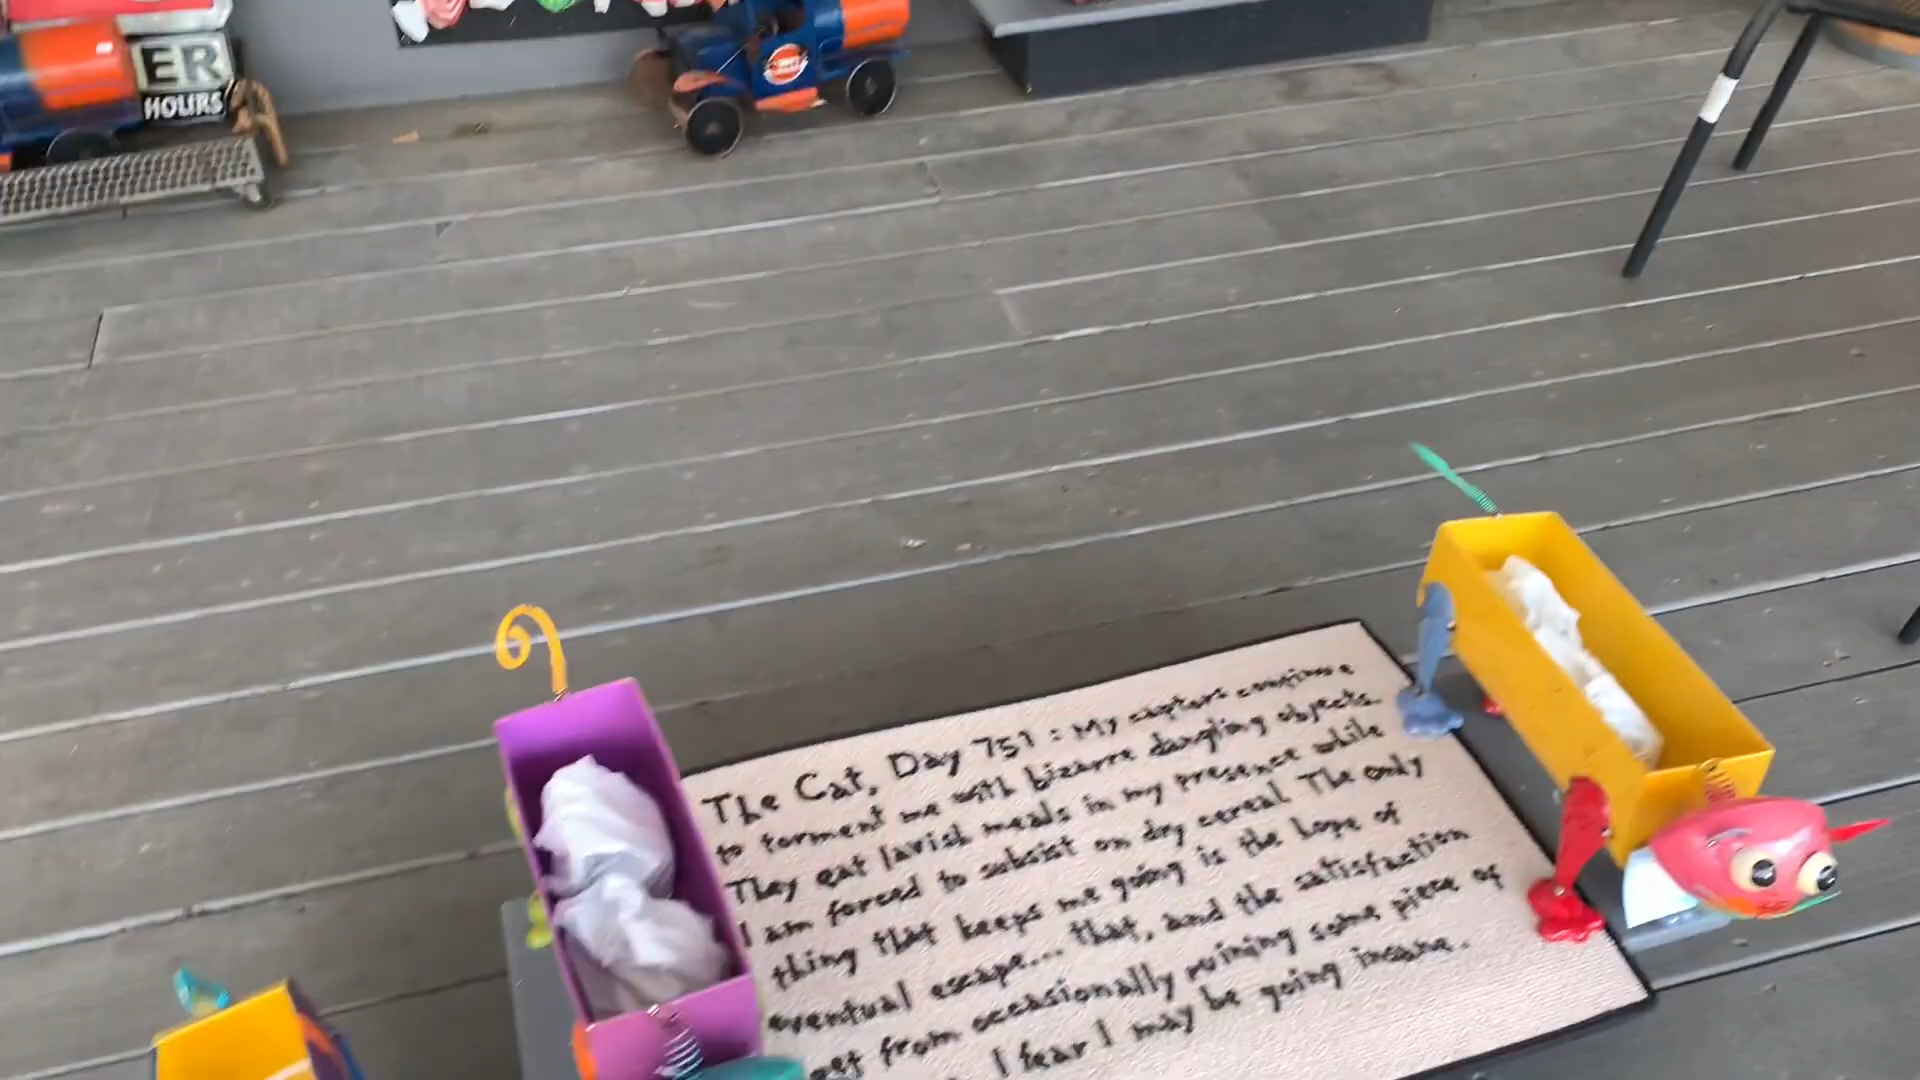 ER
HOURS
The Cat, Day 751: My captors continue
to torment me with bizarre dangling objects.
They eat lavish meals in my presence while
I am forced to subsist on dry cereal. The only
thing that keeps me going is the hope of
eventual escape... that, and the satisfaction
get from occasionally ruining some piece of
I fear I may be going insane.